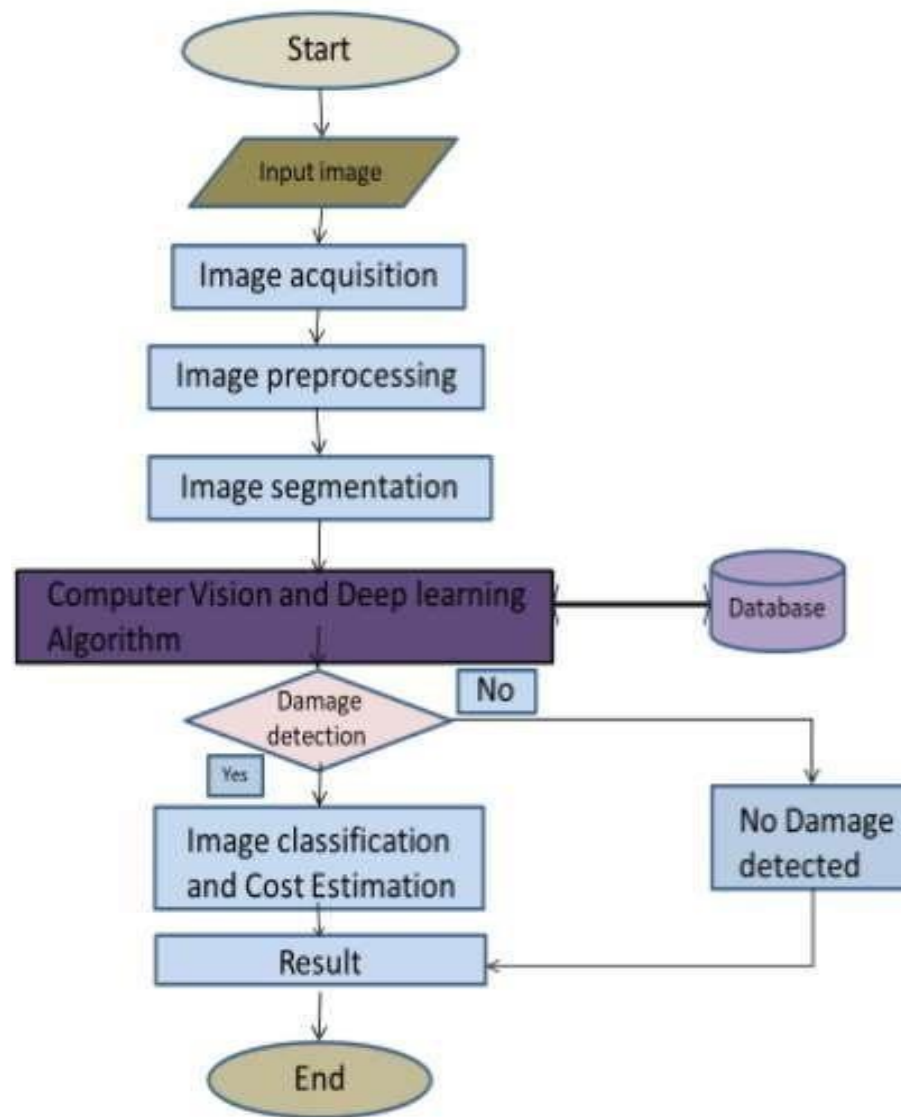 Start
Input image
Image acquisition
Image preprocessing
Image segmentation
Computer Vision and Deep learning
Algorithm
Database
Damage
detection
No
Yes
Image classification
and Cost Estimation
No Damage
detected
Result
End